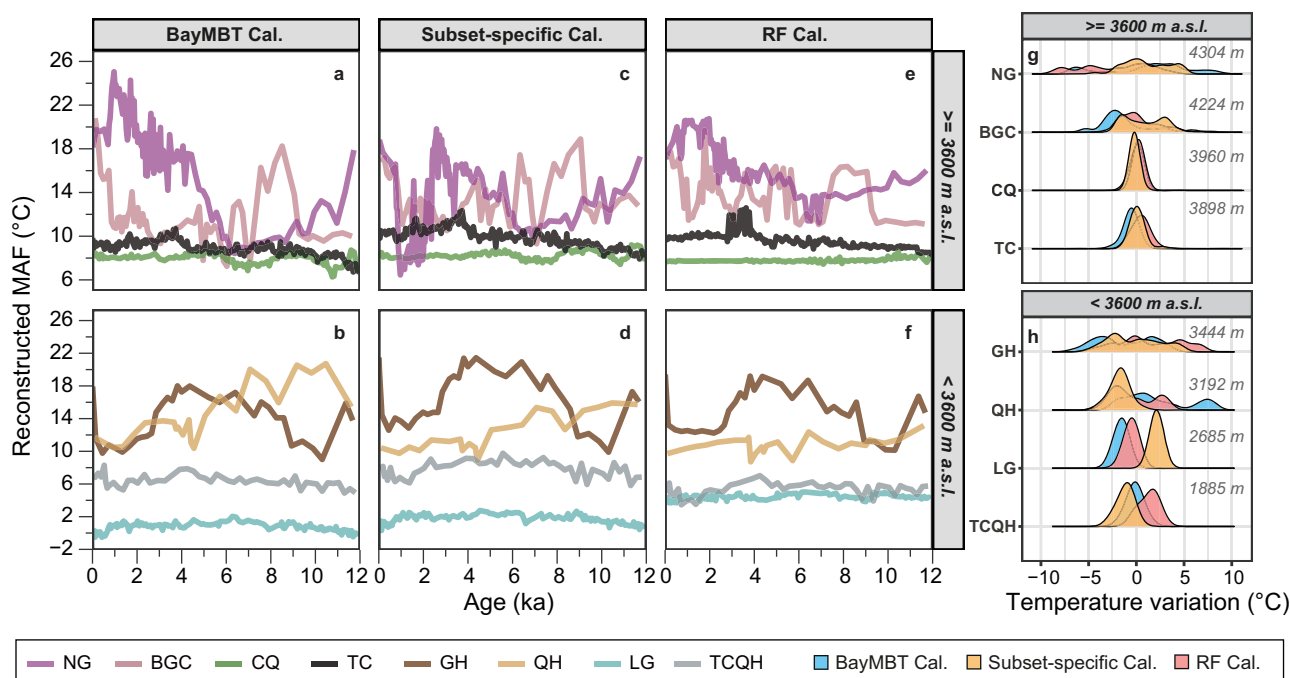 BayMBT Cal. Subset-specific Cal. RF Cal.
a c e
26
22
18
14
10
6
>= 3600 m a.s.l.
b d f
26
22
18
14
10
6
2
−2
< 3600 m a.s.l.
Reconstructed MAF (°C)
0 2 4 6 8 10 12 0 2 4 6 8 10 12 0 2 4 6 8 10 12
Age (ka)
>= 3600 m a.s.l.
g
NG 4304 m
BGC 4224 m
CQ 3960 m
TC 3898 m
< 3600 m a.s.l.
h
GH 3444 m
QH 3192 m
LG 2685 m
TCQH 1885 m
−10 −5 0 5 10
Temperature variation (°C)
NG BGC CQ TC GH QH LG TCQH BayMBT Cal. Subset-specific Cal. RF Cal.